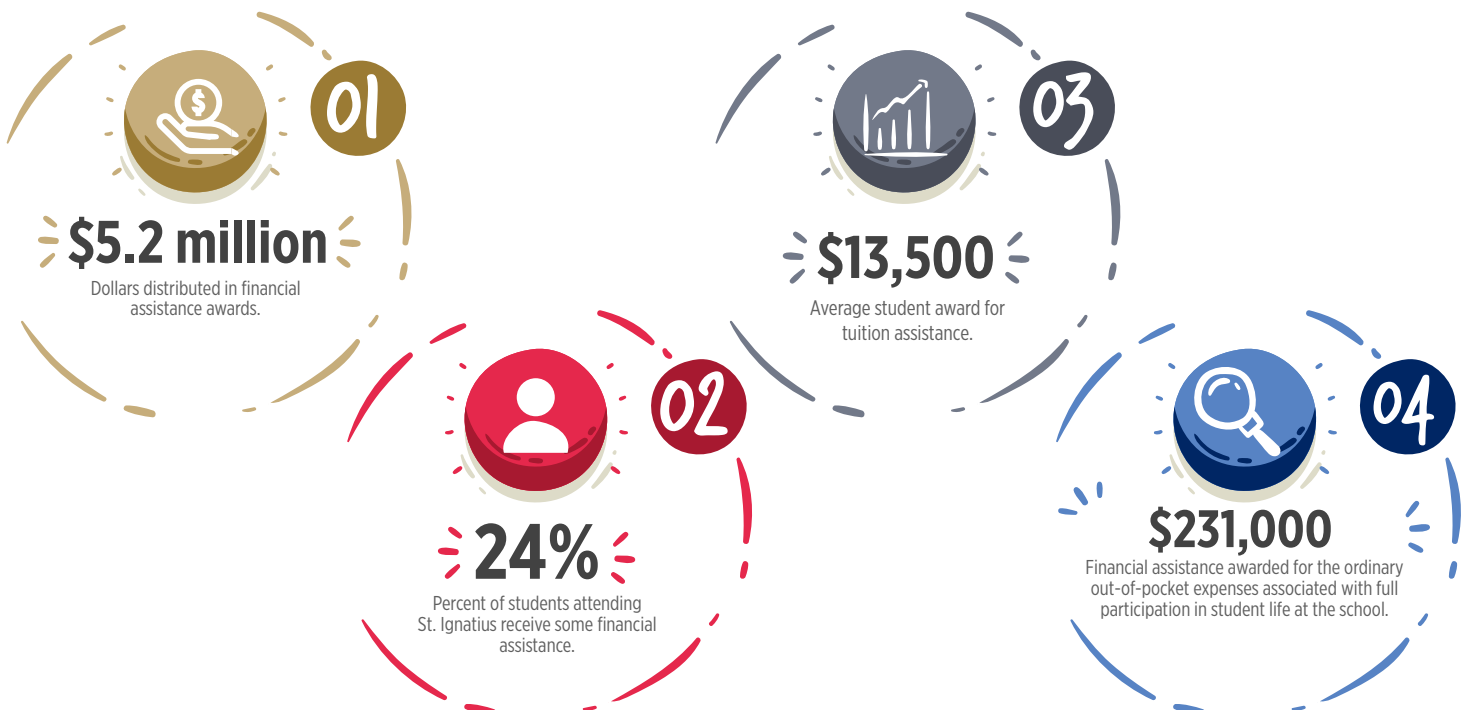 01
$
$5.2 million
Dollars distributed in financial
assistance awards.
02
24%
Percent of students attending
St. Ignatius receive some financial
assistance.
03
$13,500
Average student award for
tuition assistance.
04
$231,000
Financial assistance awarded for the ordinary
out-of-pocket expenses associated with full
participation in student life at the school.